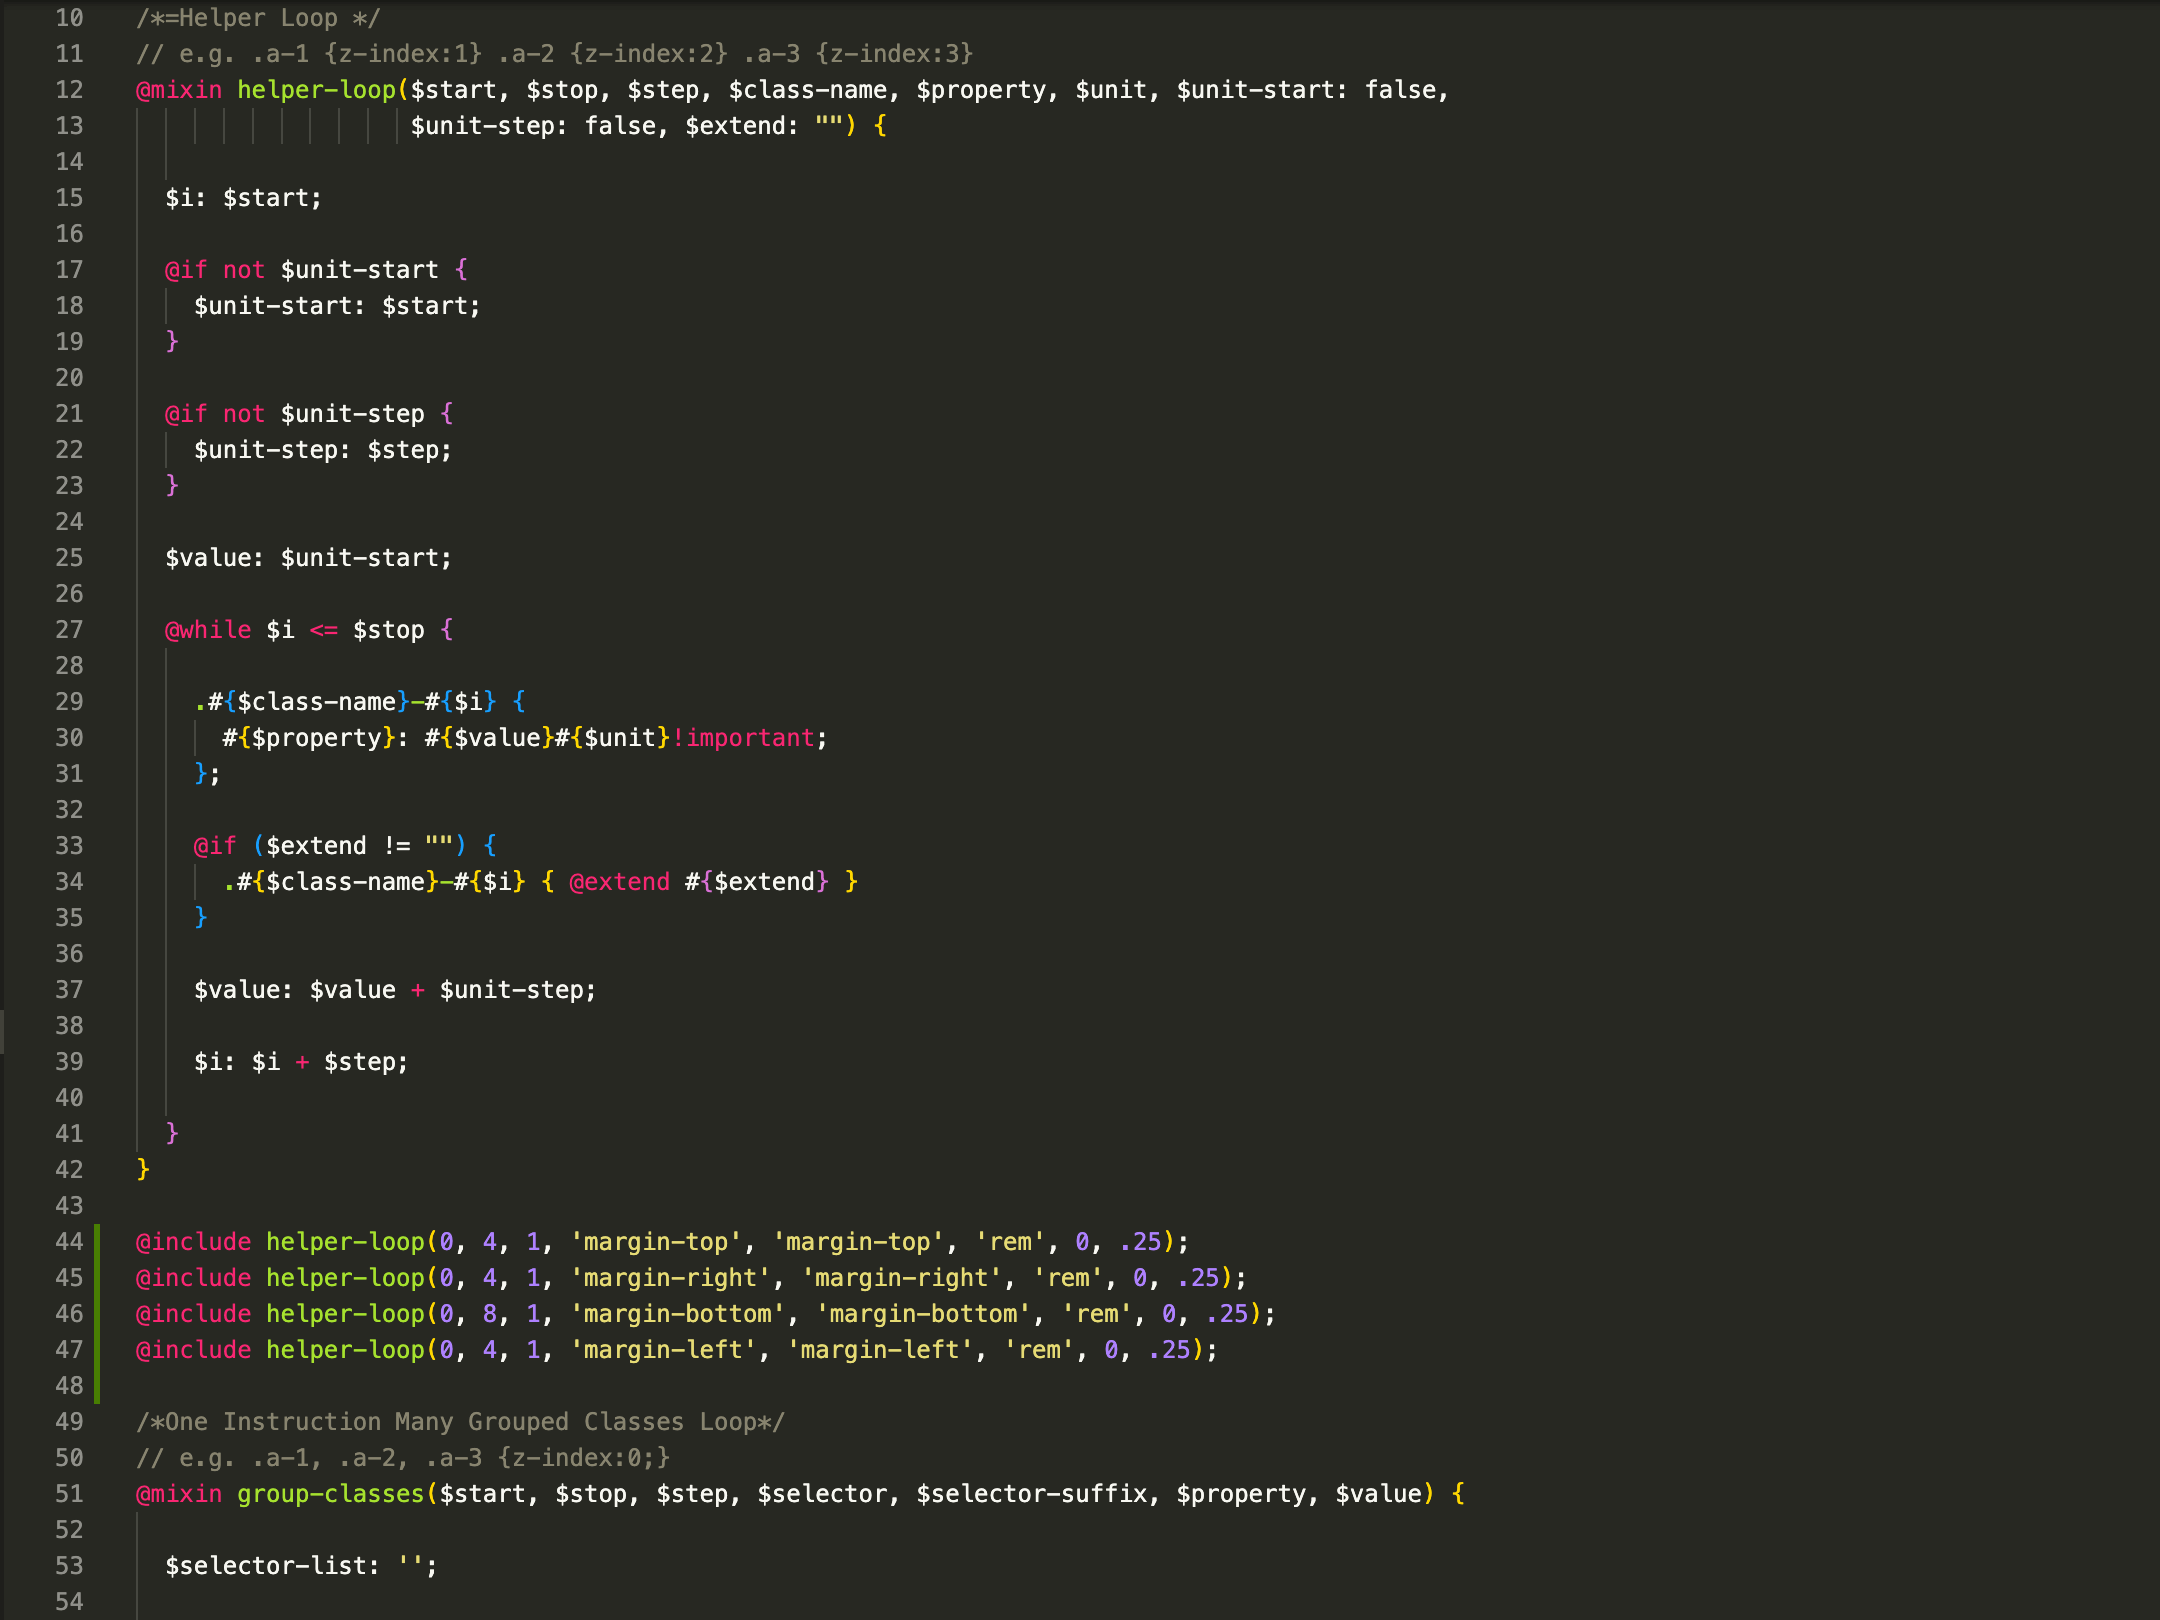 10 /*=Helper Loop */
11 // e.g. .a-1 {z-index:1} .a-2 {z-index:2} .a-3 {z-index:3}
12 @mixin helper-loop($start, $stop, $step, $class-name, $property, $unit, $unit-start: false,
13 $unit-step: false, $extend: "") {
14
15 $i: $start;
16
17 @if not $unit-start {
18 $unit-start: $start;
19 }
20
21 @if not $unit-step {
22 $unit-step: $step;
23 }
24
25 $value: $unit-start;
26
27 @while $i <= $stop {
28
29 .#{$class-name}-#{$i} {
30 #{$property}: #{$value}#{$unit}!important;
31 };
32
33 @if ($extend != "") {
34 .#{$class-name}-#{$i} { @extend #{$extend} }
35 }
36
37 $value: $value + $unit-step;
38
39 $i: $i + $step;
40
41 }
42 }
43
44 @include helper-loop(0, 4, 1, 'margin-top', 'margin-top', 'rem', 0, .25);
45 @include helper-loop(0, 4, 1, 'margin-right', 'margin-right', 'rem', 0, .25);
46 @include helper-loop(0, 8, 1, 'margin-bottom', 'margin-bottom', 'rem', 0, .25);
47 @include helper-loop(0, 4, 1, 'margin-left', 'margin-left', 'rem', 0, .25);
48
49 /*One Instruction Many Grouped Classes Loop*/
50 // e.g. .a-1, .a-2, .a-3 {z-index:0;}
51 @mixin group-classes($start, $stop, $step, $selector, $selector-suffix, $property, $value) {
52
53 $selector-list: '';
54